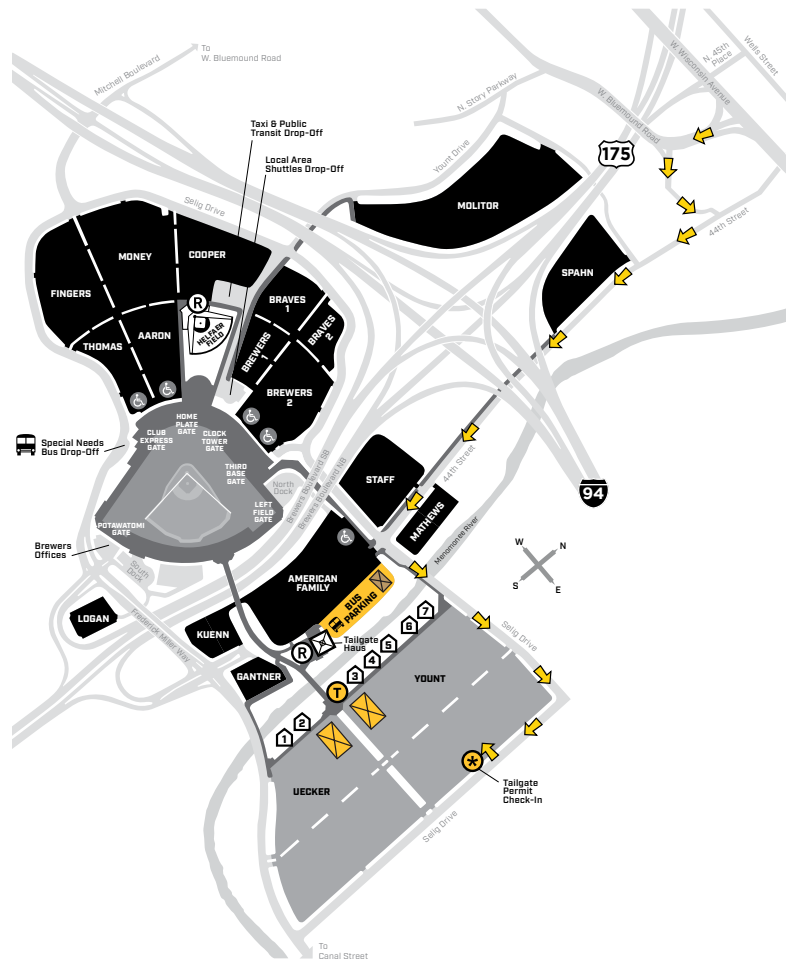 To
W. Bluemound Road
Mitchell Boulevard
N. 45th
Place
Wells Street
W. Wisconsin Avenue
N. Story Parkway
W. Bluemound Road
Taxi & Public
Transit Drop-Off
Local Area
Shuttles Drop-Off
175
Yount Drive
Selig Drive
MOLITOR
44th Street
COOPER
MONEY
SPAHN
FINGERS
BRAVES
1
R
HELFAER
FIELD
AARON
THOMAS
BREWERS
1
BRAVES
2
BREWERS
2
HOME
PLATE
GATE
CLUB
EXPRESS
GATE
CLOCK
TOWER
GATE
Special Needs
Bus Drop-Off
THIRD
BASE
GATE
North
Dock
Brewers Boulevard SB
Brewers Boulevard NB
STAFF
44th Street
94
LEFT
FIELD
GATE
MATHEWS
POTAWATOMI
GATE
Menomonee River
Brewers
Offices
South
Dock
W
N
S
E
AMERICAN
FAMILY
BUS
PARKING
LOGAN
Frederick Miller Way
KUENN
7
6
5
4
3
2
1
Selig Drive
Tailgate
Haus
R
GANTNER
T
YOUNT
UECKER
*
Tailgate
Permit
Check-In
Selig Drive
To
Canal Street